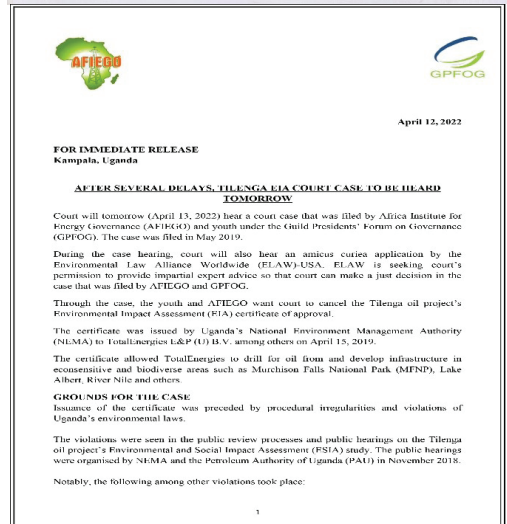 AFIEGO
GPFOG
April 12, 2022
FOR IMMEDIATE RELEASE
Kampala, Uganda
AFTER SEVERAL DELAYS, TILENGA EIA COURT CASE TO BE HEARD
TOMORROW
Court will tomorrow (April 13, 2022) hear a court case that was filed by Africa Institute for
Energy Governance (AFIEGO) and youth under the Guild Presidents' Forum on Governance
(GPFOG). The case was filed in May 2019.
During the case hearing, court will also hear an amicus curiea application by the
Environmental Law Alliance Worldwide (ELAW)-USA. ELAW is seeking court's
permission to provide impartial expert advice so that court can make a just decision in the
case that was filed by AFIEGO and GPFOG.
Through the case, the youth and AFIEGO want court to cancel the Tilenga oil project's
Environmental Impact Assessment (EIA) certificate of approval.
The certificate was issued by Uganda's National Environment Management Authority
(NEMA) to TotalEnergies E&P (U) B.V. among others on April 15, 2019.
The certificate allowed TotalEnergies to drill for oil from and develop infrastructure in
econsensitive and biodiverse areas such as Murchison Falls National Park (MFNP), Lake
Albert, River Nile and others.
GROUNDS FOR THE CASE
Issuance of the certificate was preceded by procedural irregularities and violations of
Uganda's environmental laws.
The violations were seen in the public review processes and public hearings on the Tilenga
oil project's Environmental and Social Impact Assessment (ESIA) study. The public hearings
were organised by NEMA and the Petroleum Authority of Uganda (PAU) in November 2018.
Notably, the following among other violations took place:
1